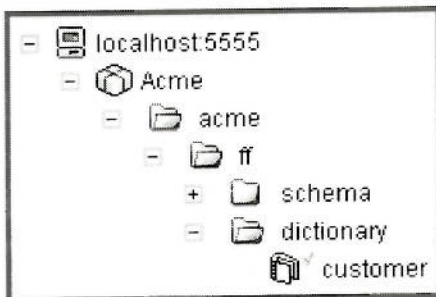 localhost:5555
Acme
acme
ff
schema
dictionary
customer